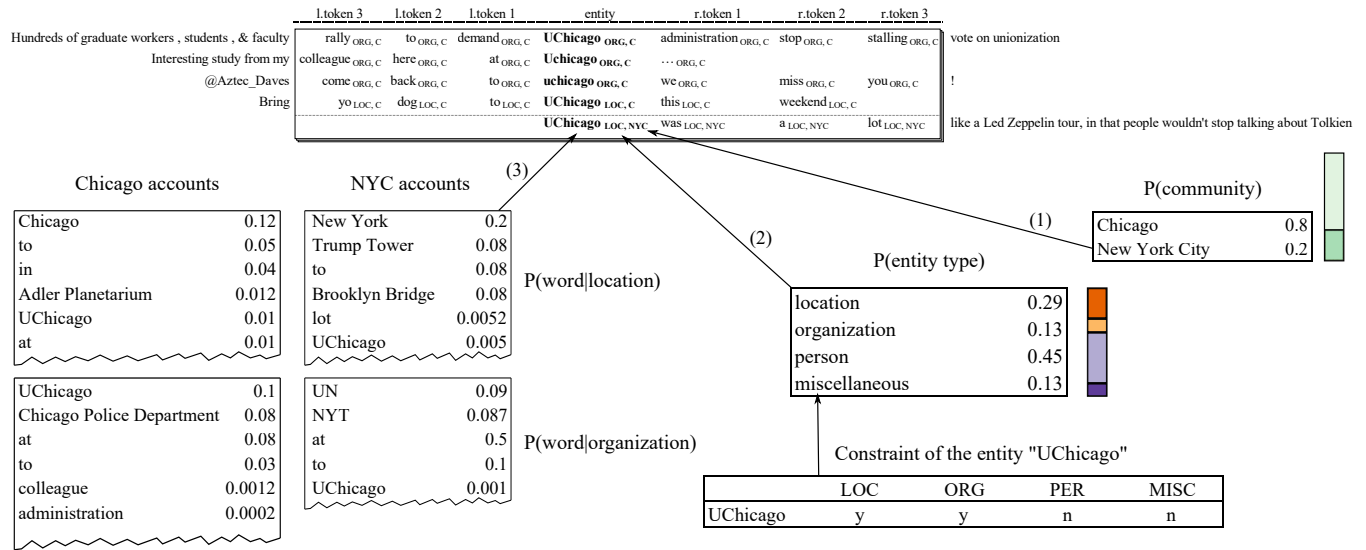 l.token 3 l.token 2 l.token 1 entity r.token 1 r.token 2 r.token 3
Hundreds of graduate workers , students , & faculty rally ORG, C to ORG, C demand ORG, C UChicago ORG, C administration ORG, C stop ORG, C stalling ORG, C vote on unionization
Interesting study from my colleague ORG, C here ORG, C at ORG, C Uchicago ORG, C … ORG, C
@Aztec_Daves come ORG, C back ORG, C to ORG, C uchicago ORG, C we ORG, C miss ORG, C you ORG, C !
Bring yo LOC, C dog LOC, C to LOC, C UChicago LOC, C this LOC, C weekend LOC, C
UChicago LOC, NYC was LOC, NYC a LOC, NYC lot LOC, NYC like a Led Zeppelin tour, in that people wouldn't stop talking about Tolkien
(3)
(2)
(1)
Chicago accounts
Chicago 0.12
to 0.05
in 0.04
Adler Planetarium 0.012
UChicago 0.01
at 0.01
UChicago 0.1
Chicago Police Department 0.08
at 0.08
to 0.03
colleague 0.0012
administration 0.0002
NYC accounts
New York 0.2
Trump Tower 0.08
to 0.08
Brooklyn Bridge 0.08
lot 0.0052
UChicago 0.005
UN 0.09
NYT 0.087
at 0.5
to 0.1
UChicago 0.001
P(word|location)
P(word|organization)
P(entity type)
location 0.29
organization 0.13
person 0.45
miscellaneous 0.13
P(community)
Chicago 0.8
New York City 0.2
Constraint of the entity "UChicago"
LOC ORG PER MISC
UChicago y y n n